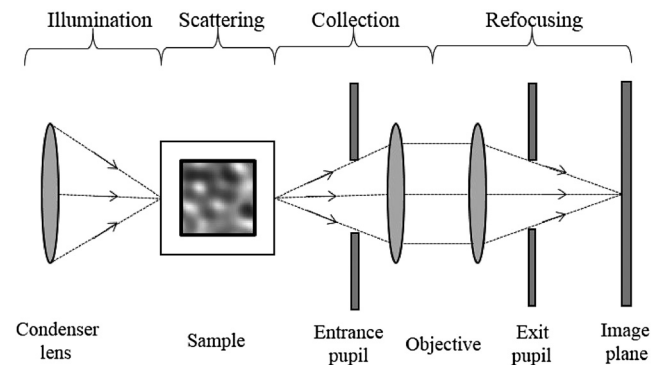 Illumination Scattering Collection Refocusing
Condenser lens
Sample
Entrance pupil
Objective
Exit pupil
Image plane